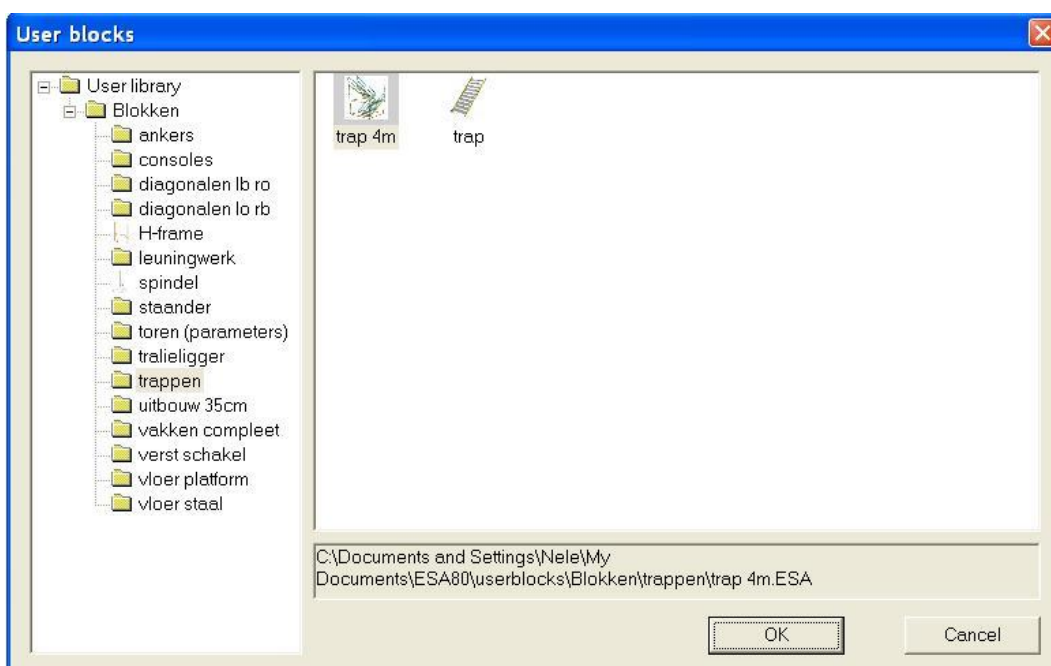 User blocks
User library
Blokken
ankers
consoles
diagonalen lb ro
diagonalen lo rb
H-frame
leuningwerk
spindel
staander
toren (parameters)
tralieligger
trappen
uitbouw 35cm
vakken compleet
verst schakel
vloer platform
vloer staal
trap 4m
trap
C:\Documents and Settings\Nele\My
Documents\ESA80\userblocks\Blokken\trappen\trap 4m.ESA
OK
Cancel